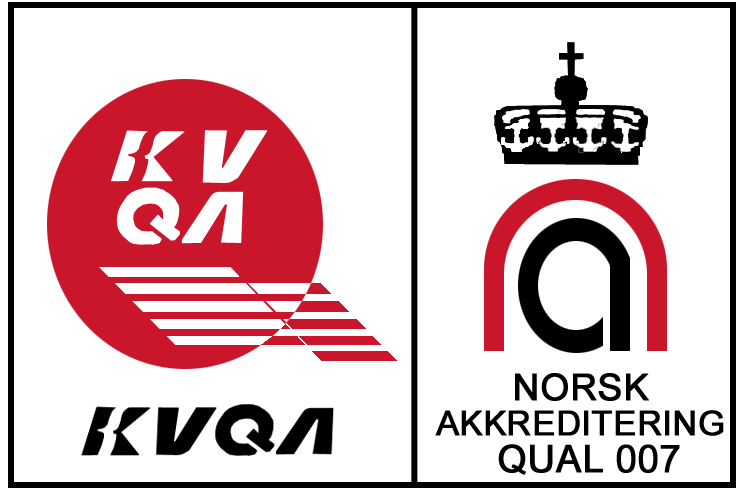 KV
QA
KVQA
NORSK
AKKREDITERING
QUAL 007